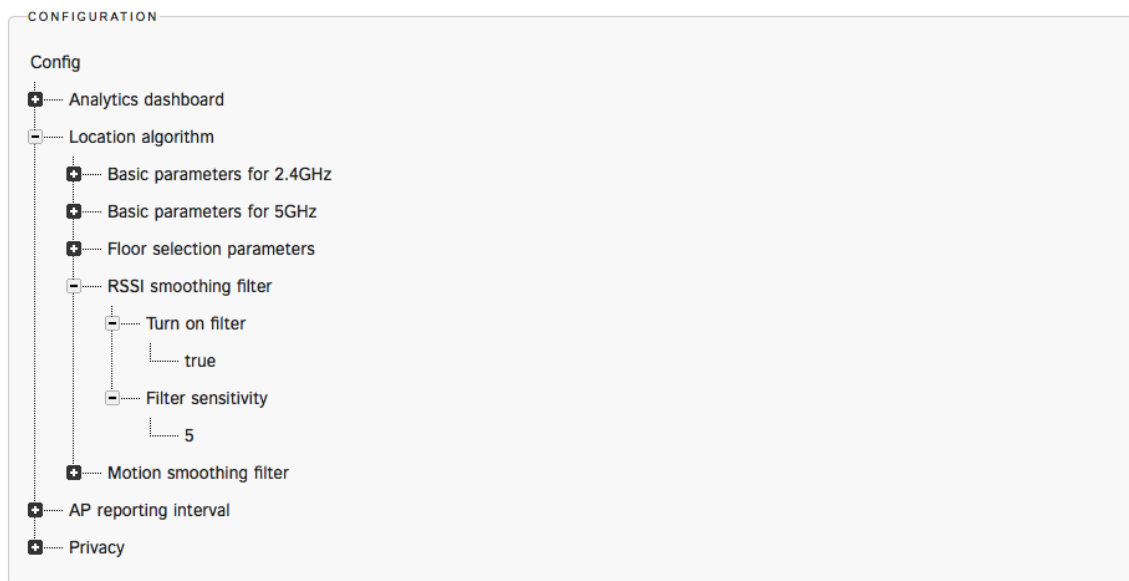 CONFIGURATION
Config
Analytics dashboard
Location algorithm
Basic parameters for 2.4GHz
Basic parameters for 5GHz
Floor selection parameters
RSSI smoothing filter
Turn on filter
true
Filter sensitivity
5
Motion smoothing filter
AP reporting interval
Privacy